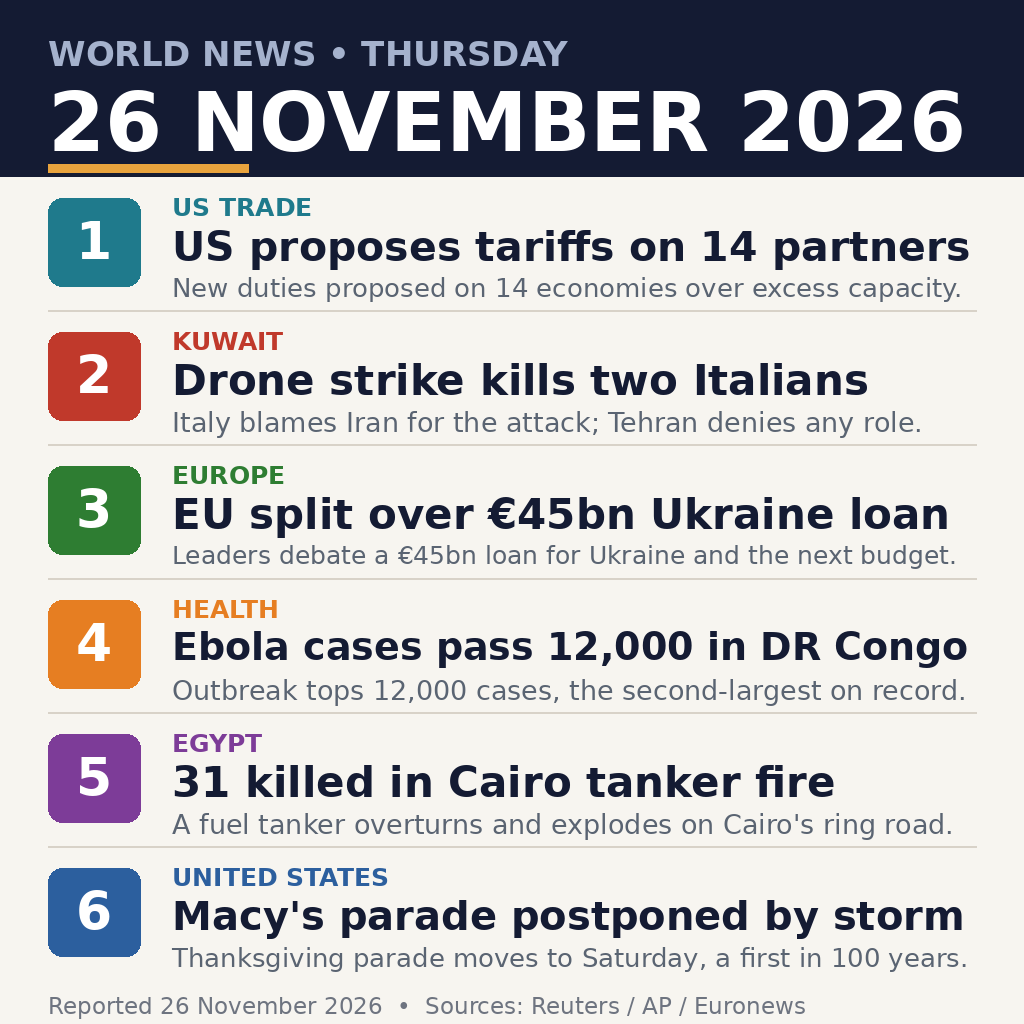 WORLD NEWS • THURSDAY
26 NOVEMBER 2026
1
US TRADE
US proposes tariffs on 14 partners
New duties proposed on 14 economies over excess capacity.
2
KUWAIT
Drone strike kills two Italians
Italy blames Iran for the attack; Tehran denies any role.
3
EUROPE
EU split over €45bn Ukraine loan
Leaders debate a €45bn loan for Ukraine and the next budget.
4
HEALTH
Ebola cases pass 12,000 in DR Congo
Outbreak tops 12,000 cases, the second-largest on record.
5
EGYPT
31 killed in Cairo tanker fire
A fuel tanker overturns and explodes on Cairo's ring road.
6
UNITED STATES
Macy's parade postponed by storm
Thanksgiving parade moves to Saturday, a first in 100 years.
Reported 26 November 2026 • Sources: Reuters / AP / Euronews